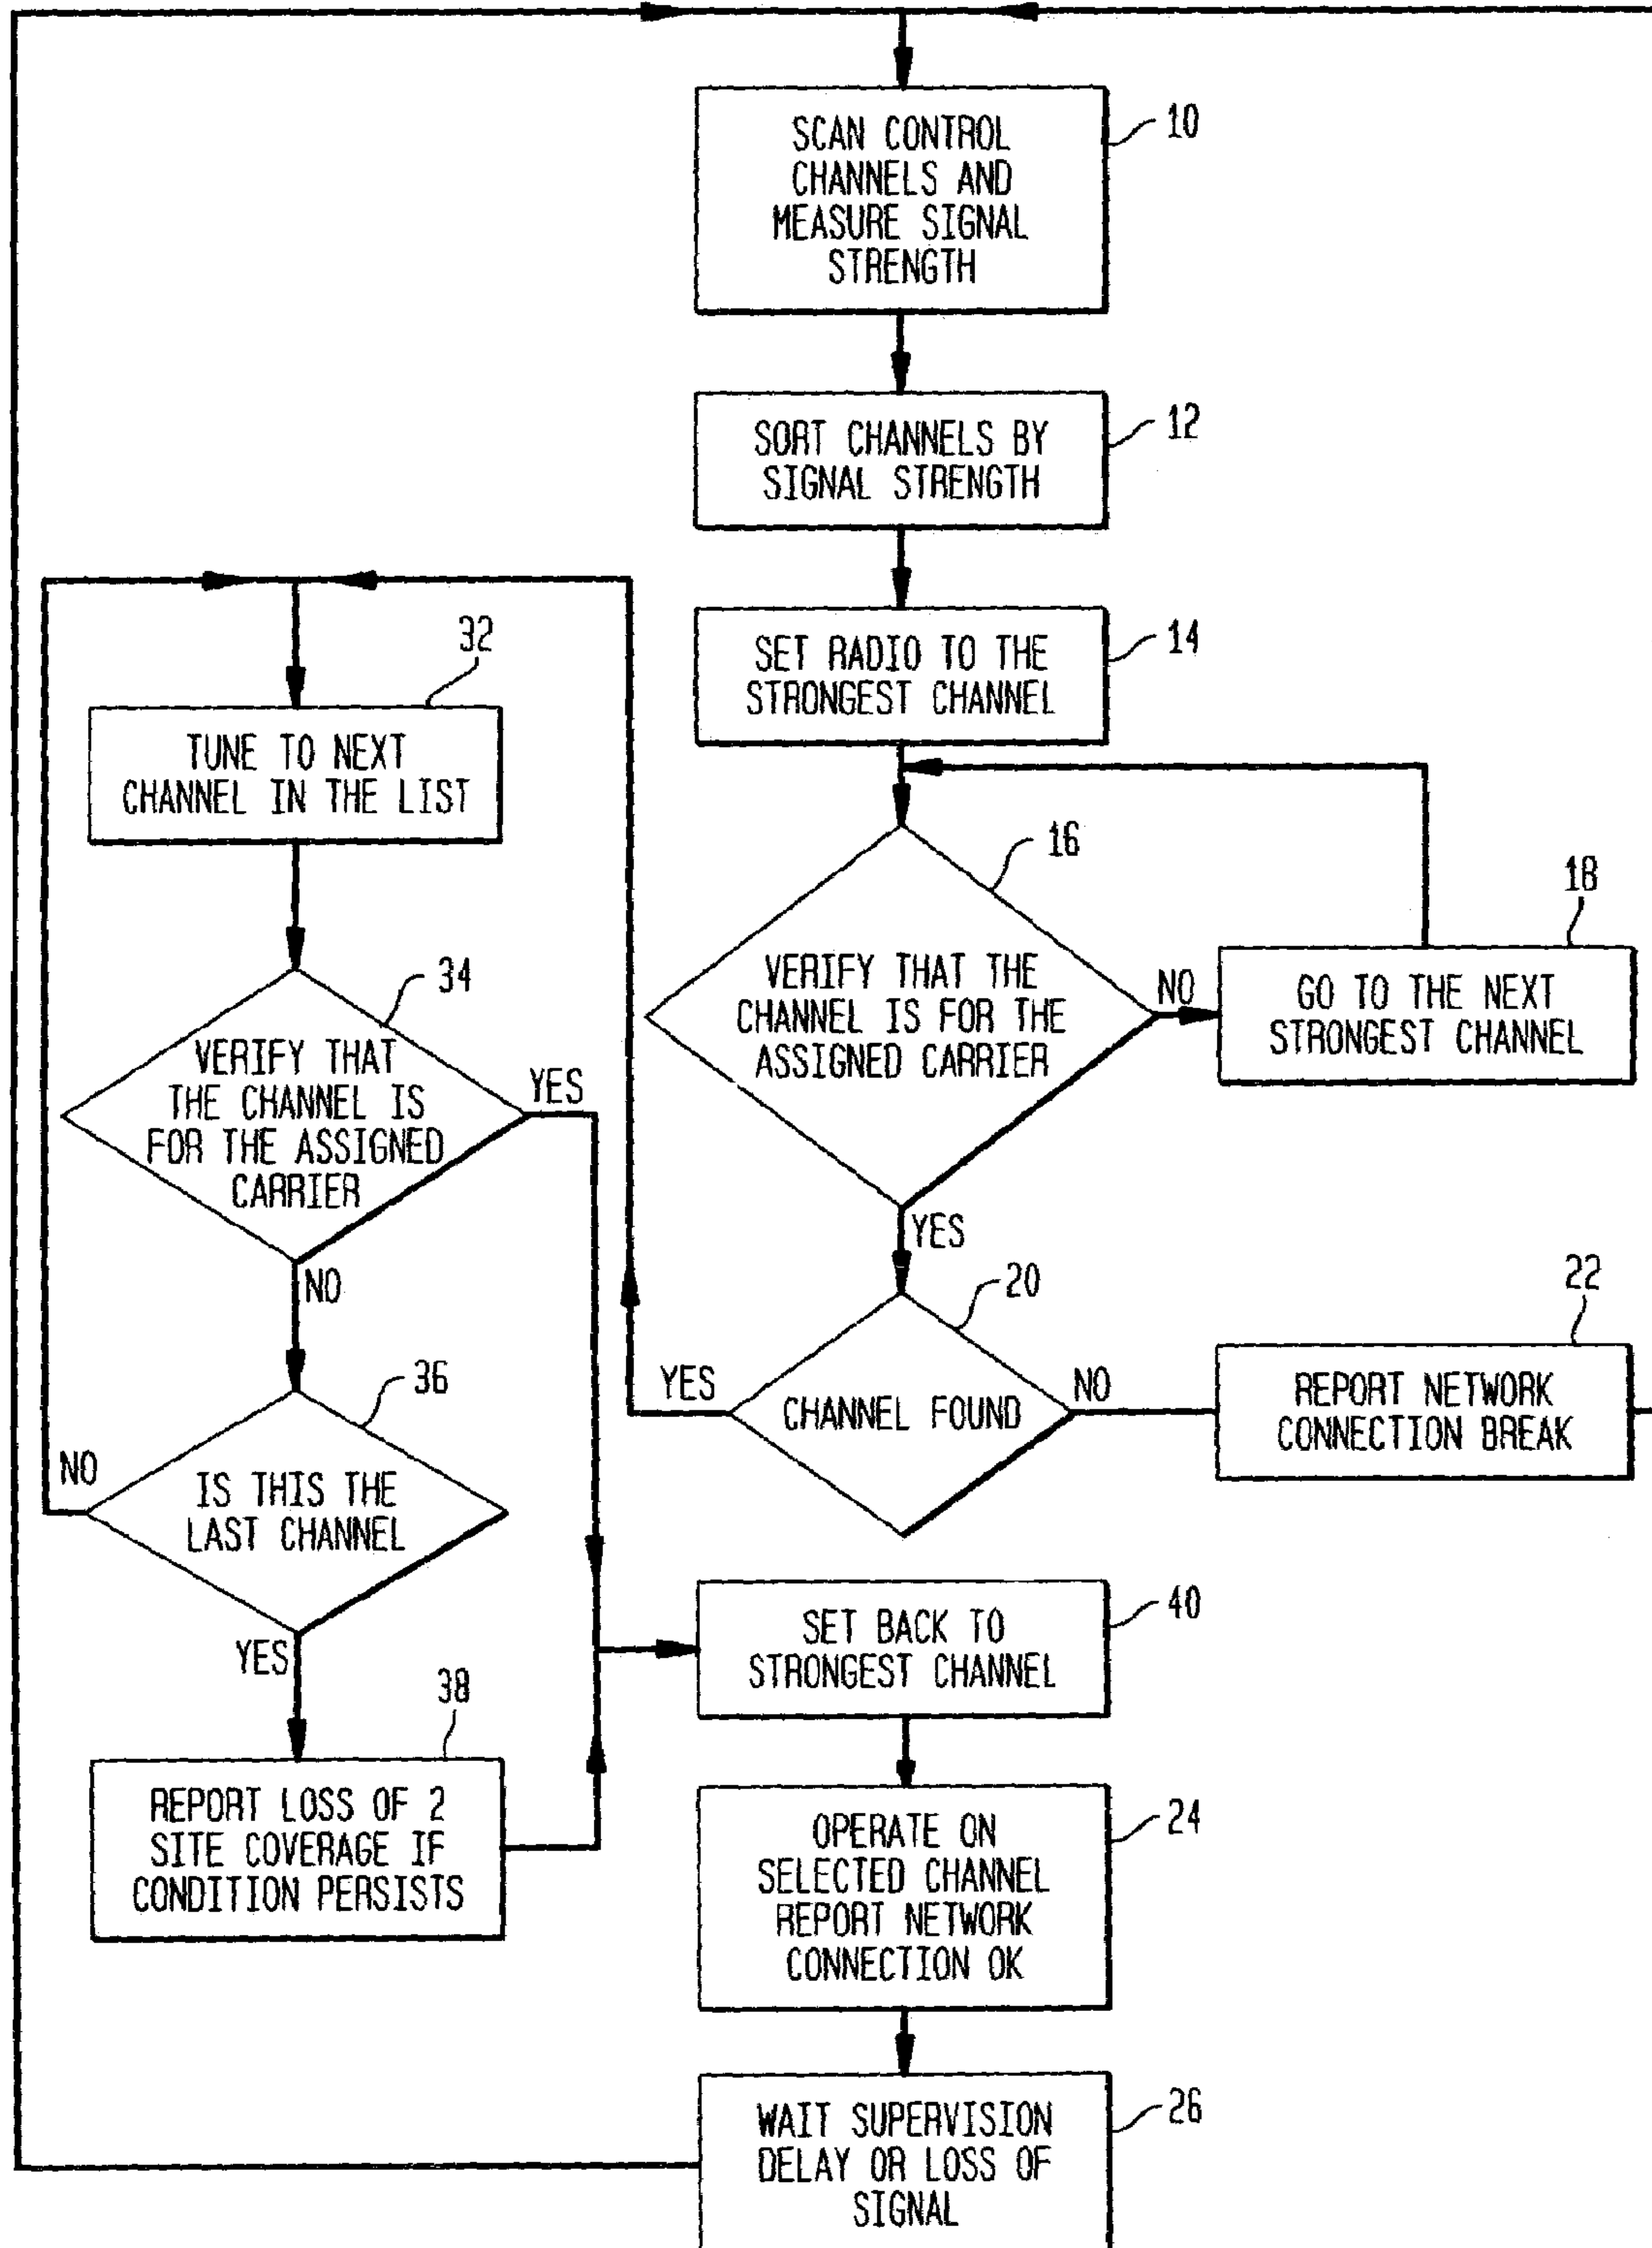 10
SCAN CONTROL
CHANNELS AND
MEASURE SIGNAL
STRENGTH
12
SORT CHANNELS BY
SIGNAL STRENGTH
14
SET RADIO TO THE
STRONGEST CHANNEL
32
TUNE TO NEXT
CHANNEL IN THE LIST
16
VERIFY THAT THE
CHANNEL IS FOR THE
ASSIGNED CARRIER
NO
YES
18
GO TO THE NEXT
STRONGEST CHANNEL
34
VERIFY THAT
THE CHANNEL IS
FOR THE ASSIGNED
CARRIER
YES
NO
20
CHANNEL FOUND
YES
NO
22
REPORT NETWORK
CONNECTION BREAK
36
IS THIS THE
LAST CHANNEL
NO
YES
38
REPORT LOSS OF 2
SITE COVERAGE IF
CONDITION PERSISTS
40
SET BACK TO
STRONGEST CHANNEL
24
OPERATE ON
SELECTED CHANNEL
REPORT NETWORK
CONNECTION OK
26
WAIT SUPERVISION
DELAY OR LOSS OF
SIGNAL